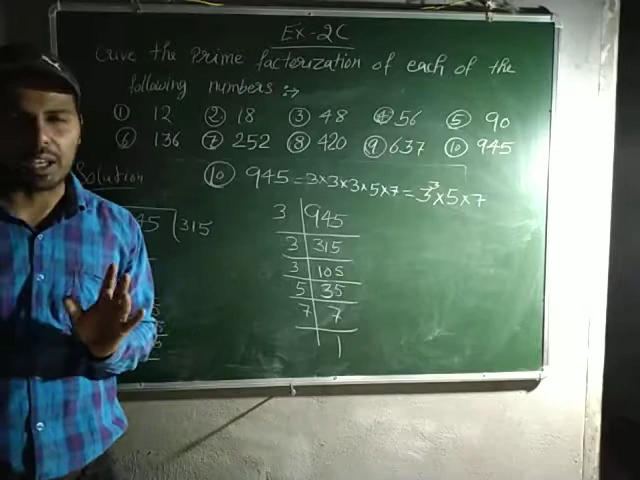 Ex-2C
Give the Prime factorization of each of the
following numbers :→
① 12 ② 18 ③ 48 ④ 56 ⑤ 90
⑥ 136 ⑦ 252 ⑧ 420 ⑨ 637 ⑩ 945
Solution ⑩ 945 = 3×3×3×5×7 = 3³×5×7
45 315
3 945
3 315
3 105
5 35
7 7
1